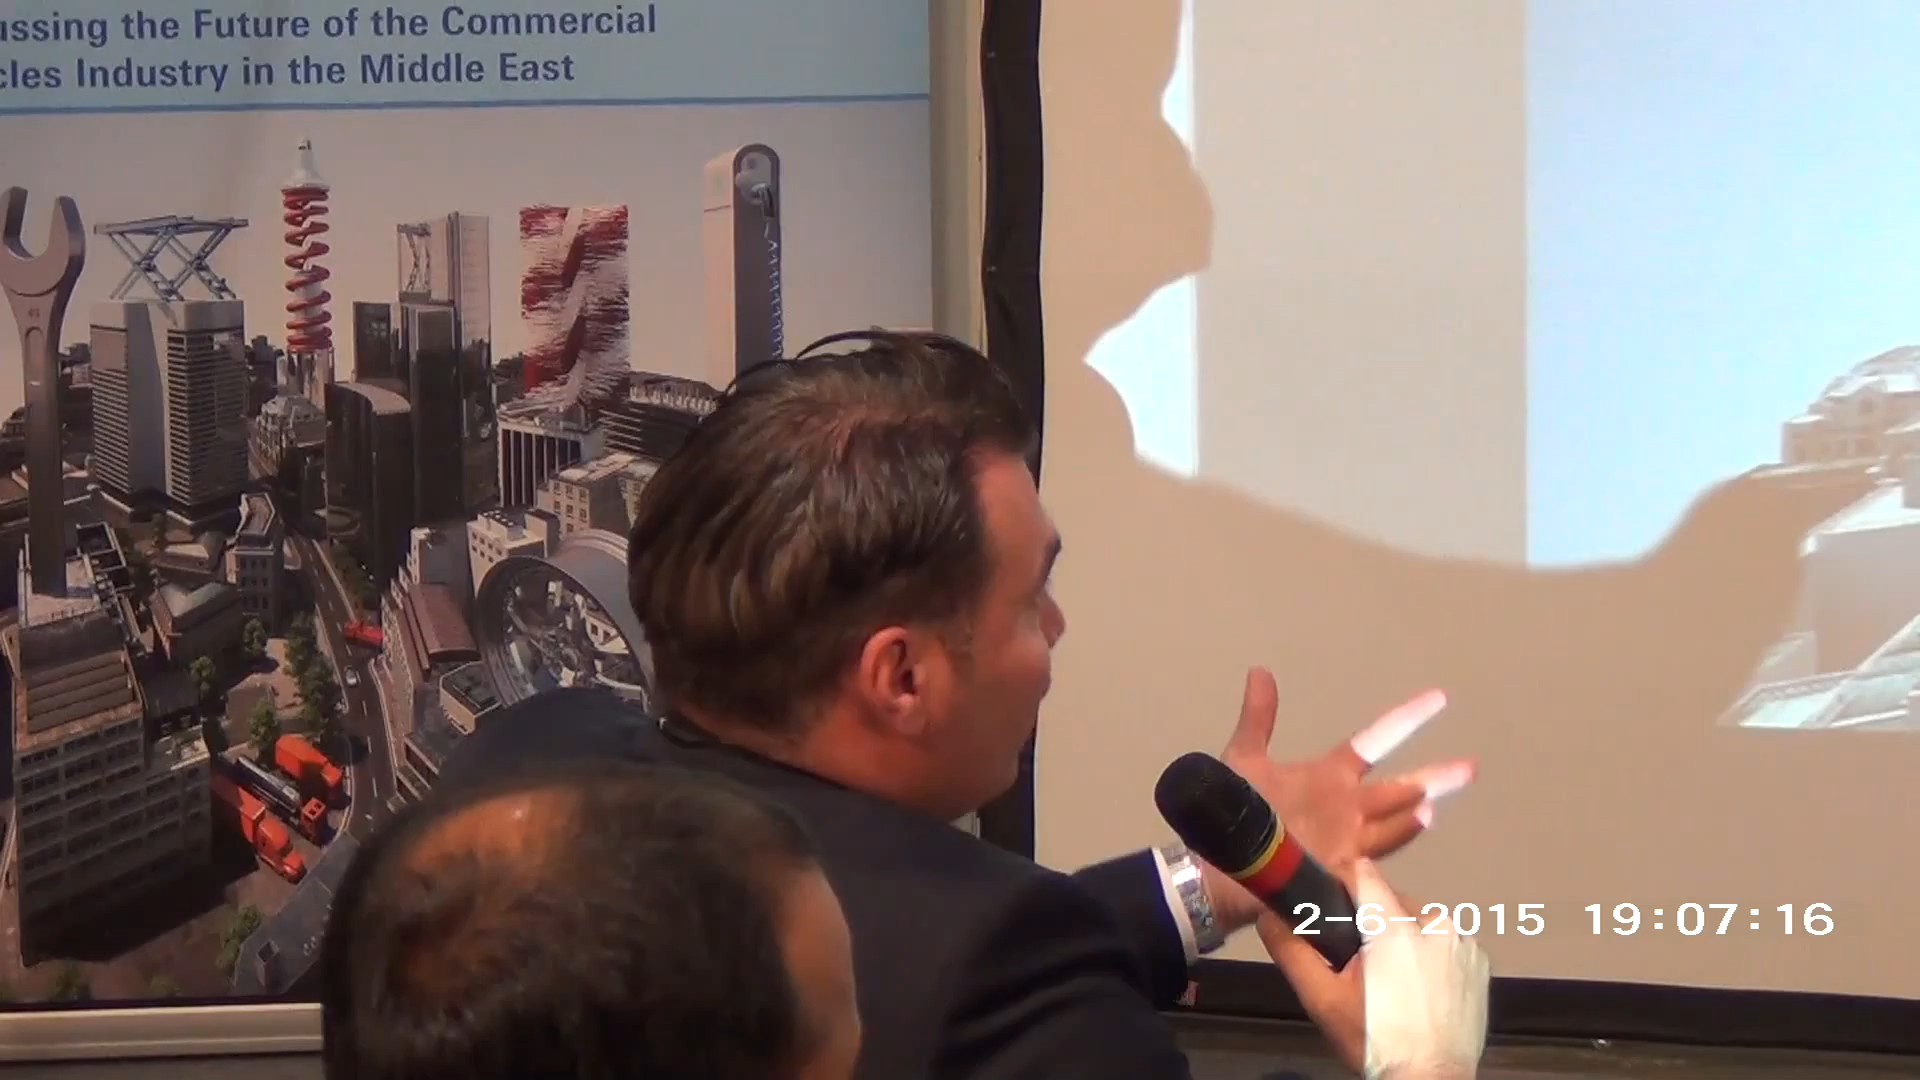 ussing the Future of the Commercial
cles Industry in the Middle East
2-6-2015 19:07:16